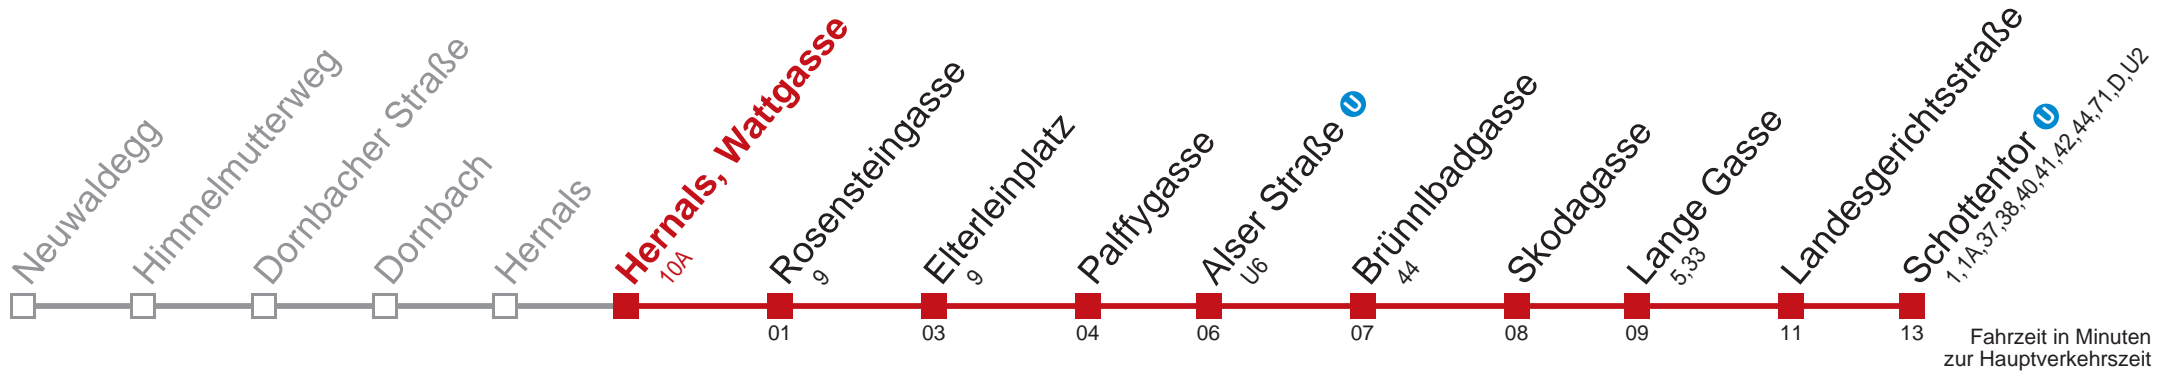 Neuwaldegg
Himmelmutterweg
Dornbacher Straße
Dornbach
Hernals
Hernals, Wattgasse
10A
Rosensteingasse
9
Elterleinplatz
9
Palffygasse
Alser Straße U
U6
Brünnlbadgasse
44
Skodagasse
Lange Gasse
5,33
Landesgerichtsstraße
Schottentor U
1,1A,37,38,40,41,42,44,71,D,U2
01 03 04 06 07 08 09 11 13
Fahrzeit in Minuten
zur Hauptverkehrszeit